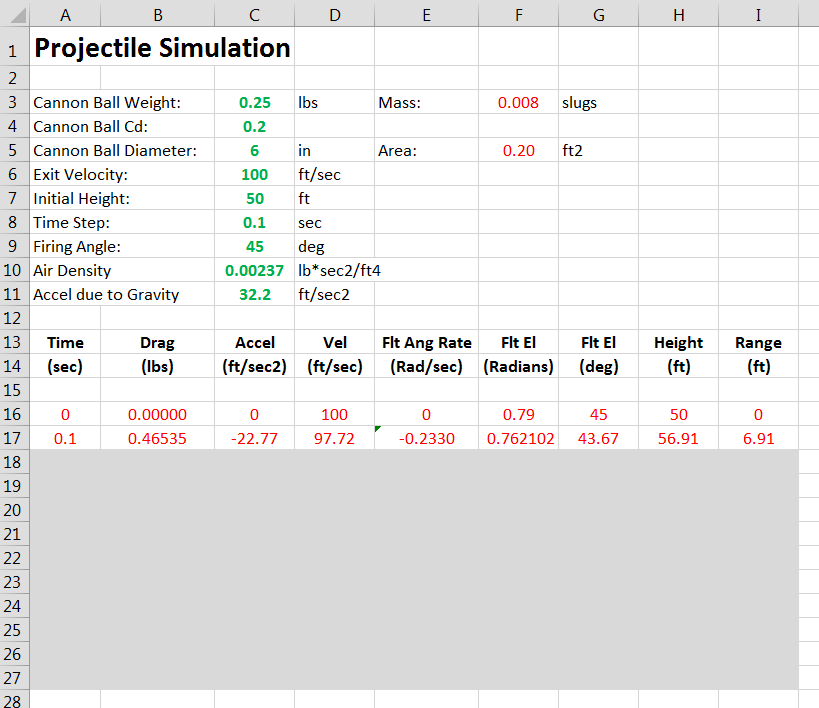 A B C D E F G H I
1 Projectile Simulation
2
3 Cannon Ball Weight: 0.25 lbs Mass: 0.008 slugs
4 Cannon Ball Cd: 0.2
5 Cannon Ball Diameter: 6 in Area: 0.20 ft2
6 Exit Velocity: 100 ft/sec
7 Initial Height: 50 ft
8 Time Step: 0.1 sec
9 Firing Angle: 45 deg
10 Air Density 0.00237 lb*sec2/ft4
11 Accel due to Gravity 32.2 ft/sec2
12
13 Time Drag Accel Vel Flt Ang Rate Flt El Flt El Height Range
14 (sec) (lbs) (ft/sec2) (ft/sec) (Rad/sec) (Radians) (deg) (ft) (ft)
15
16 0 0.00000 0 100 0 0.79 45 50 0
17 0.1 0.46535 -22.77 97.72 -0.2330 0.762102 43.67 56.91 6.91
18
19
20
21
22
23
24
25
26
27
28